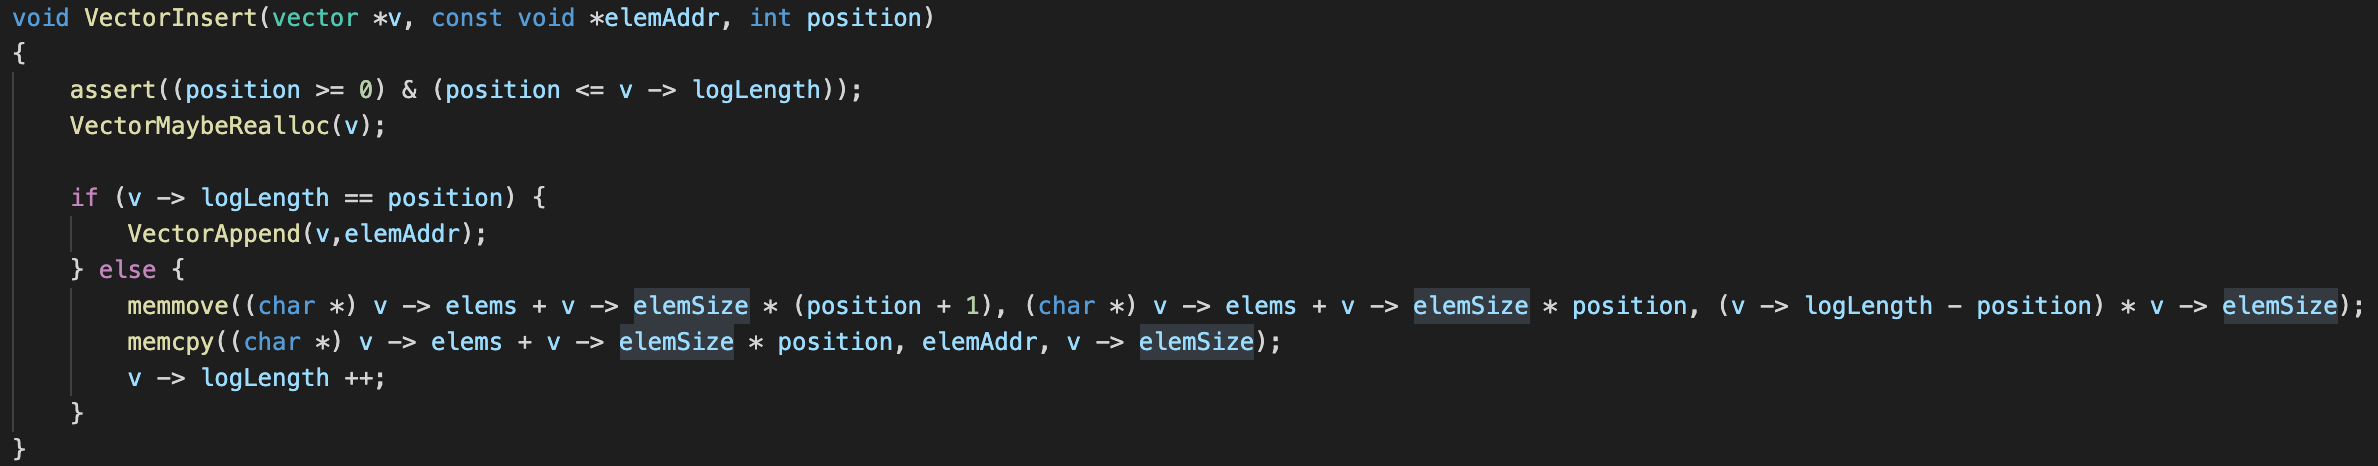 void VectorInsert(vector *v, const void *elemAddr, int position)
{
    assert((position >= 0) & (position <= v -> logLength));
    VectorMaybeRealloc(v);

    if (v -> logLength == position) {
        VectorAppend(v,elemAddr);
    } else {
        memmove((char *) v -> elems + v -> elemSize * (position + 1), (char *) v -> elems + v -> elemSize * position, (v -> logLength - position) * v -> elemSize);
        memcpy((char *) v -> elems + v -> elemSize * position, elemAddr, v -> elemSize);
        v -> logLength ++;
    }
}